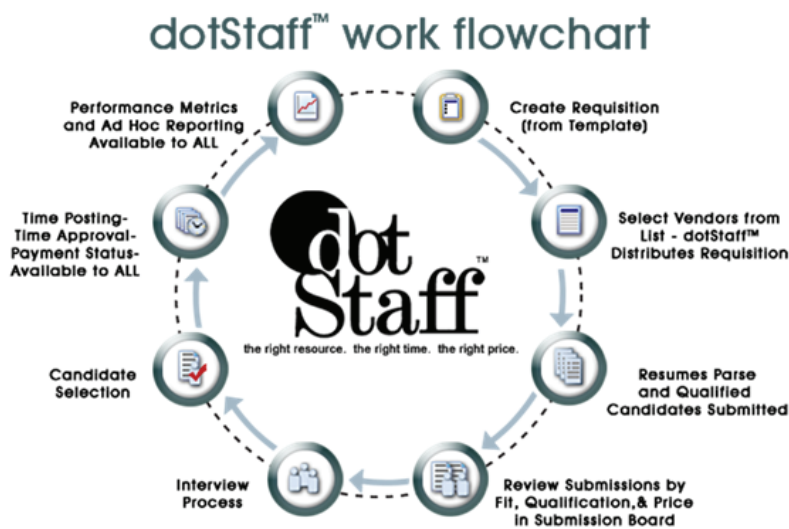 dotStaff™ work flowchart
Create Requisition
(from Template)
Select Vendors from
List - dotStaff™
Distributes Requisition
Resumes Parse
and Qualified
Candidates Submitted
Review Submissions by
Fit, Qualification,& Price
in Submission Board
Interview
Process
Candidate
Selection
Time Posting-
Time Approval-
Payment Status-
Available to ALL
Performance Metrics
and Ad Hoc Reporting
Available to ALL
dot
Staff™
the right resource. the right time. the right price.